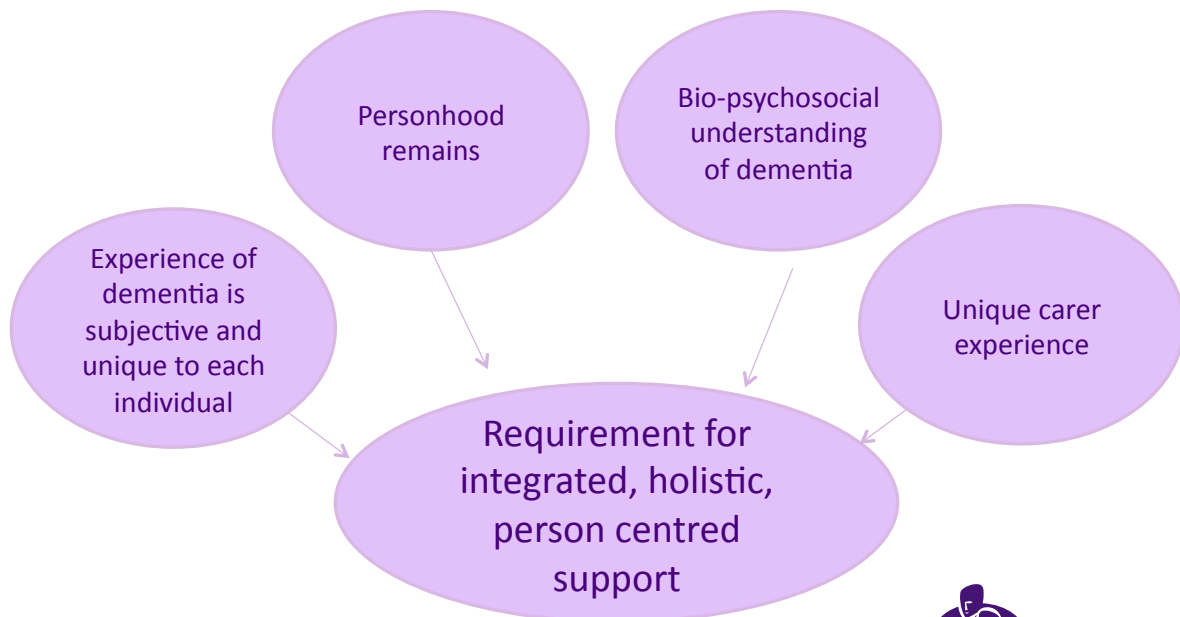 Personhood
remains
Bio-psychosocial
understanding
of dementia
Experience of
dementia is
subjective and
unique to each
individual
Unique carer
experience
Requirement for
integrated, holistic,
person centred
support